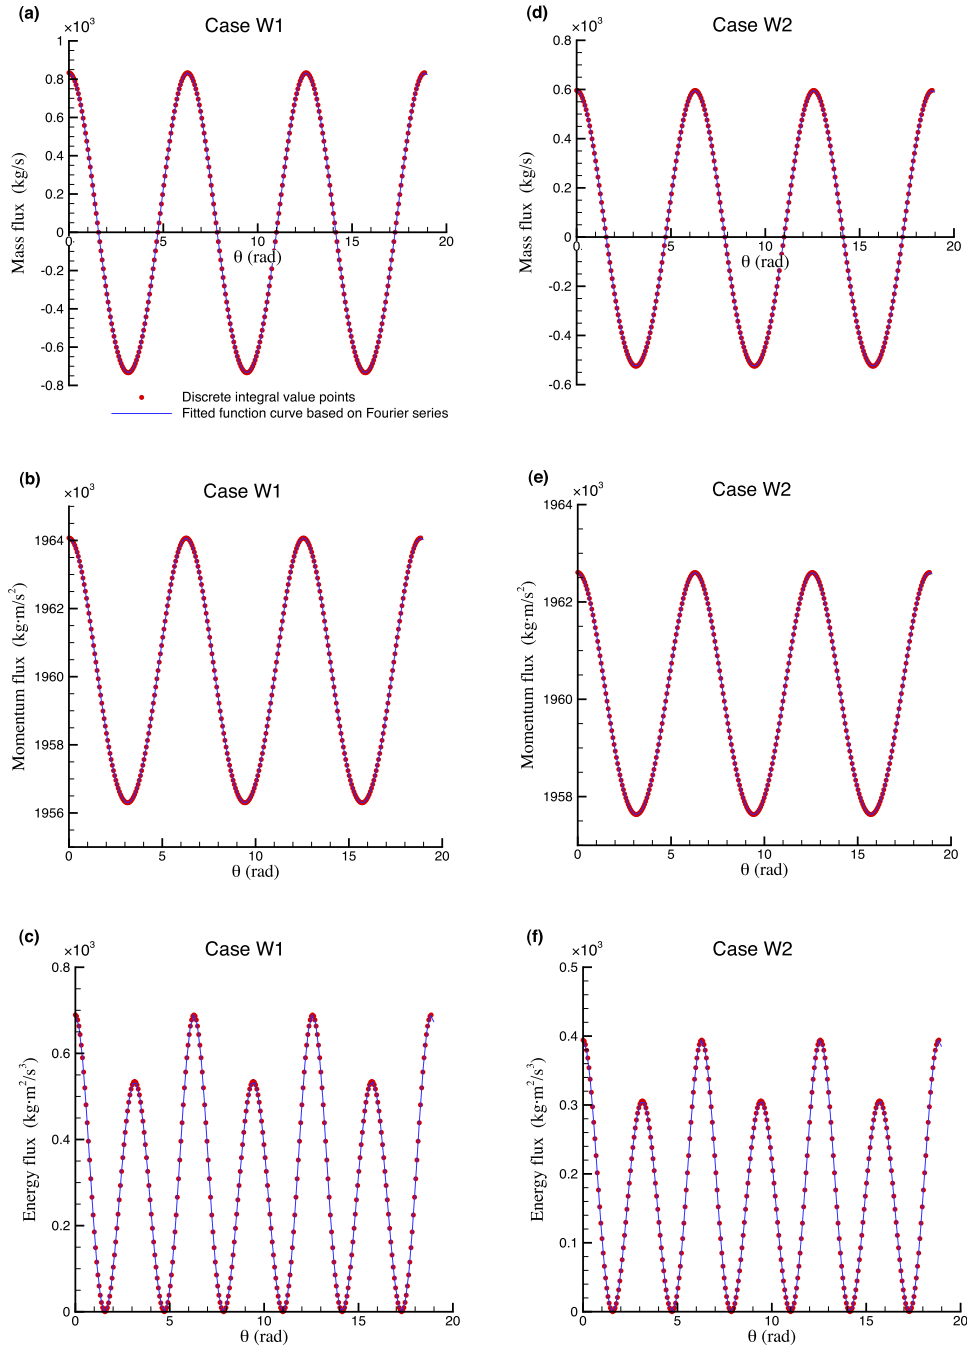 (a)
×10³
Case W1
1
0.8
0.6
0.4
0.2
0
-0.2
-0.4
-0.6
-0.8
Mass flux (kg/s)
0
5
10
15
20
θ (rad)
Discrete integral value points
Fitted function curve based on Fourier series
(d)
×10³
Case W2
0.8
0.6
0.4
0.2
0
-0.2
-0.4
-0.6
Mass flux (kg/s)
0
5
10
15
20
θ (rad)
(b)
×10³
Case W1
1964
1962
1960
1958
1956
Momentum flux (kg·m/s²)
0
5
10
15
20
θ (rad)
(e)
×10³
Case W2
1964
1962
1960
1958
Momentum flux (kg·m/s²)
0
5
10
15
20
θ (rad)
(c)
×10³
Case W1
0.8
0.6
0.4
0.2
0
Energy flux (kg·m²/s³)
0
5
10
15
20
θ (rad)
(f)
×10³
Case W2
0.5
0.4
0.3
0.2
0.1
0
Energy flux (kg·m²/s³)
0
5
10
15
20
θ (rad)